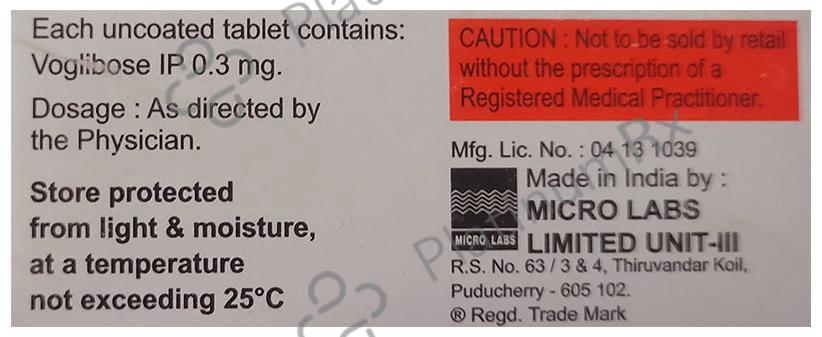 Each uncoated tablet contains:
Voglibose IP 0.3 mg.
Dosage : As directed by
the Physician.
Store protected
from light & moisture,
at a temperature
not exceeding 25°C
CAUTION : Not to be sold by retail
without the prescription of a
Registered Medical Practitioner.
Mfg. Lic. No. : 04 13 1039
Made in India by :
MICRO LABS
MICRO LABS
LIMITED UNIT-III
R.S. No. 63 / 3 & 4, Thiruvandar Koil,
Puducherry - 605 102.
® Regd. Trade Mark
PlatinumRx